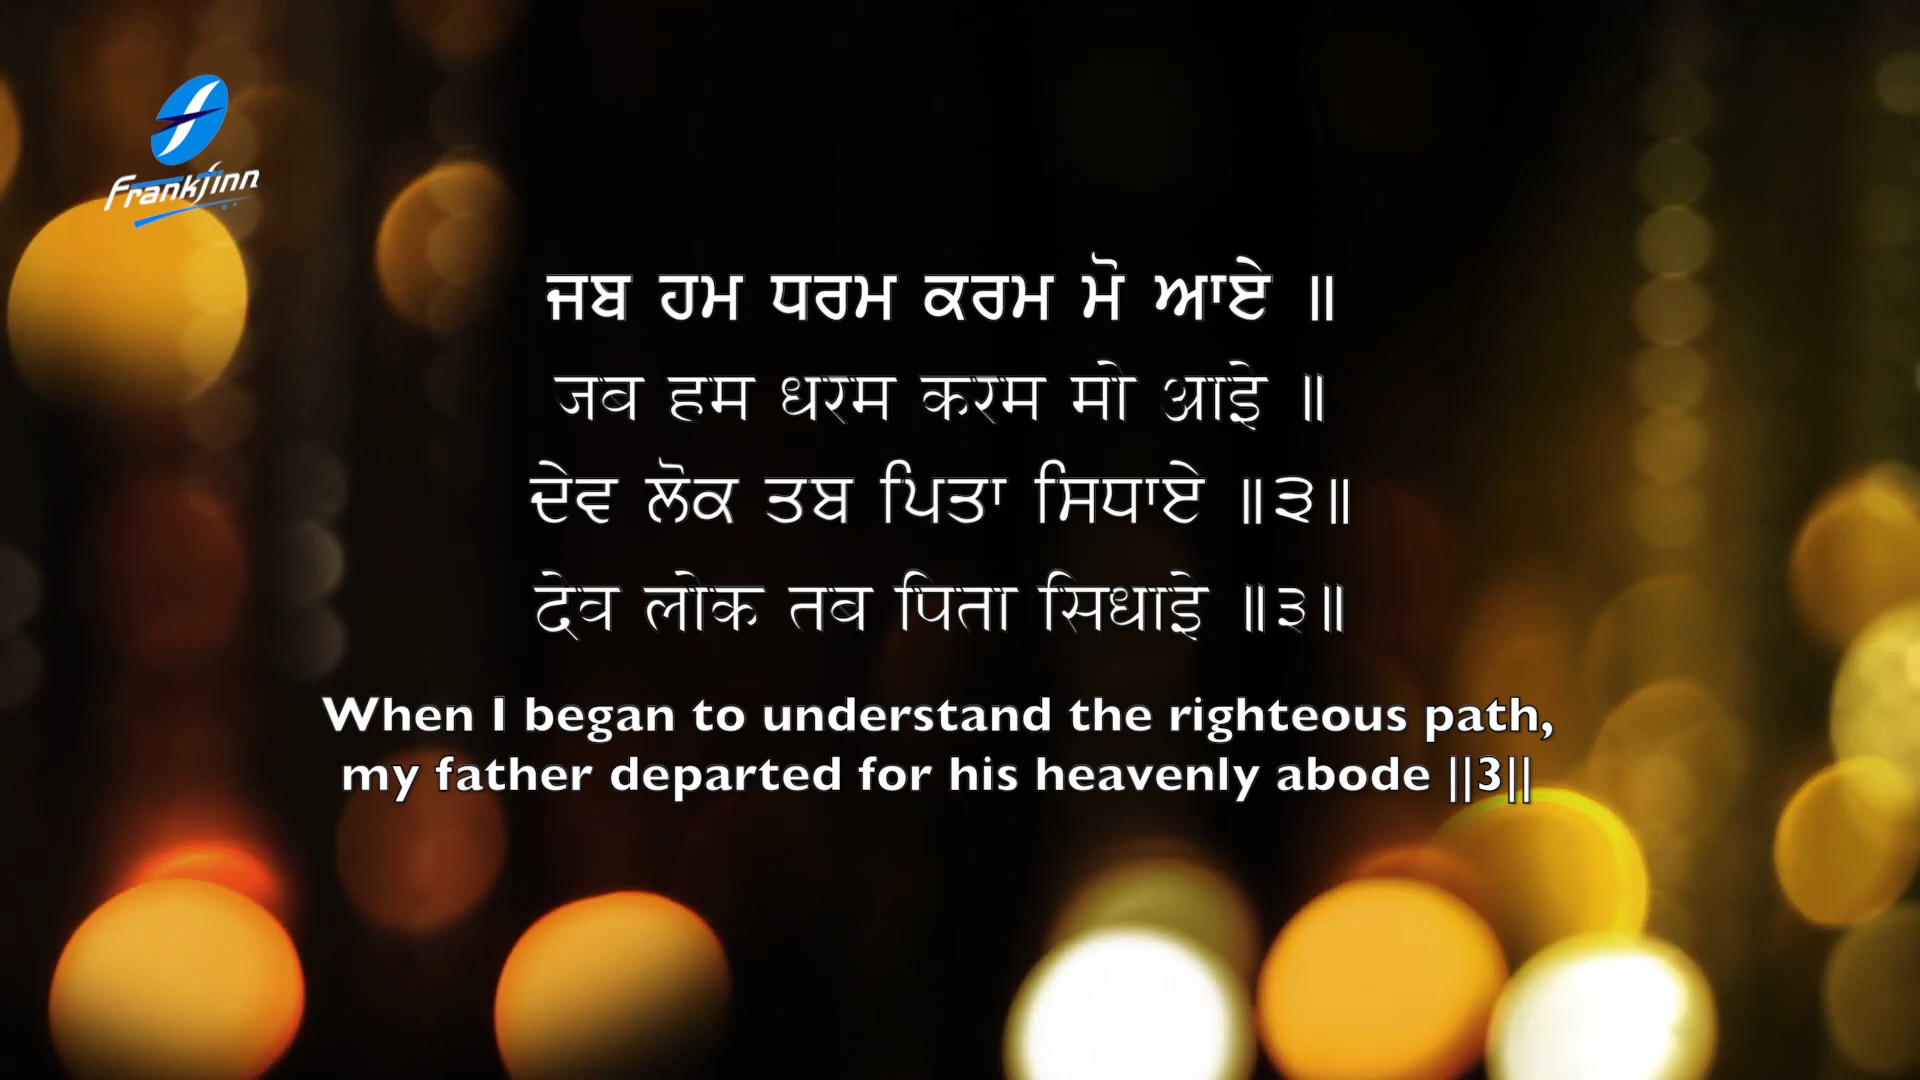 Frankfinn
ਜਬ ਹਮ ਧਰਮ ਕਰਮ ਮੋ ਆਏ ॥
जब हम धरम करम मो आइे ॥
ਦੇਵ ਲੋਕ ਤਬ ਪਿਤਾ ਸਿਧਾਏ ॥੩॥
देव लोक तब पिता सिधाइे ॥३॥
When I began to understand the righteous path,
my father departed for his heavenly abode ||3||